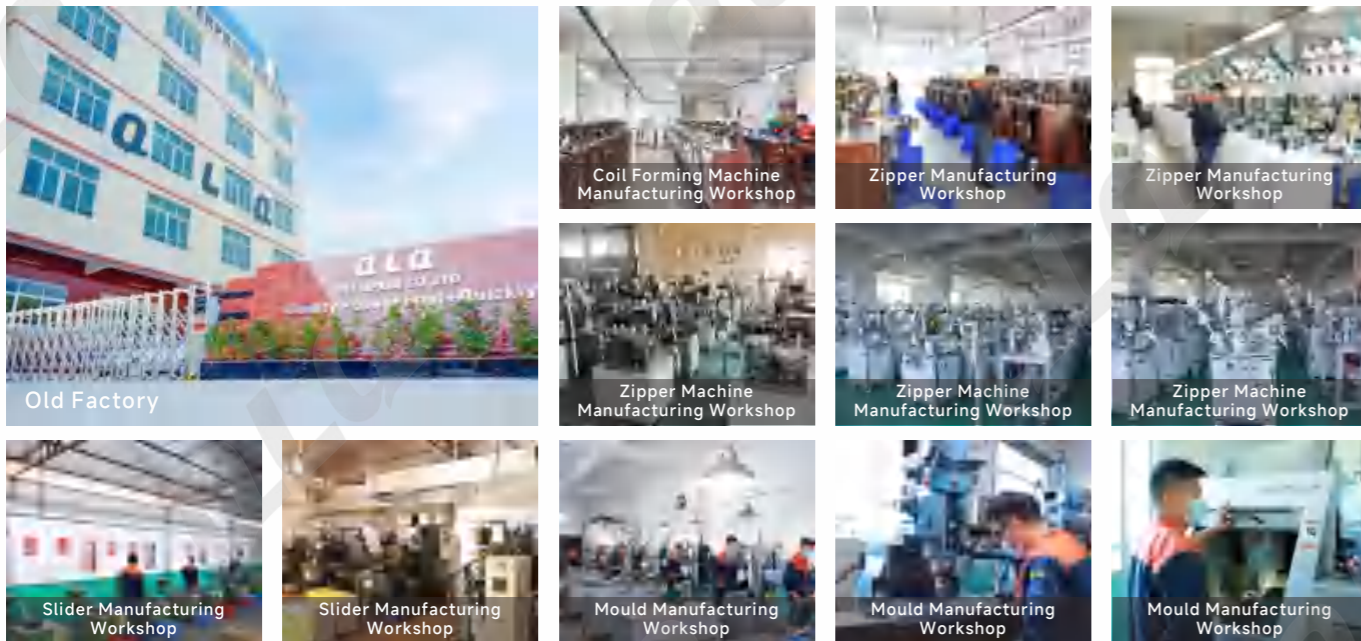 Q L Q
QLQ
Old Factory
Coil Forming Machine
Manufacturing Workshop
Zipper Manufacturing
Workshop
Zipper Manufacturing
Workshop
Zipper Machine
Manufacturing Workshop
Zipper Machine
Manufacturing Workshop
Zipper Machine
Manufacturing Workshop
Slider Manufacturing
Workshop
Slider Manufacturing
Workshop
Mould Manufacturing
Workshop
Mould Manufacturing
Workshop
Mould Manufacturing
Workshop